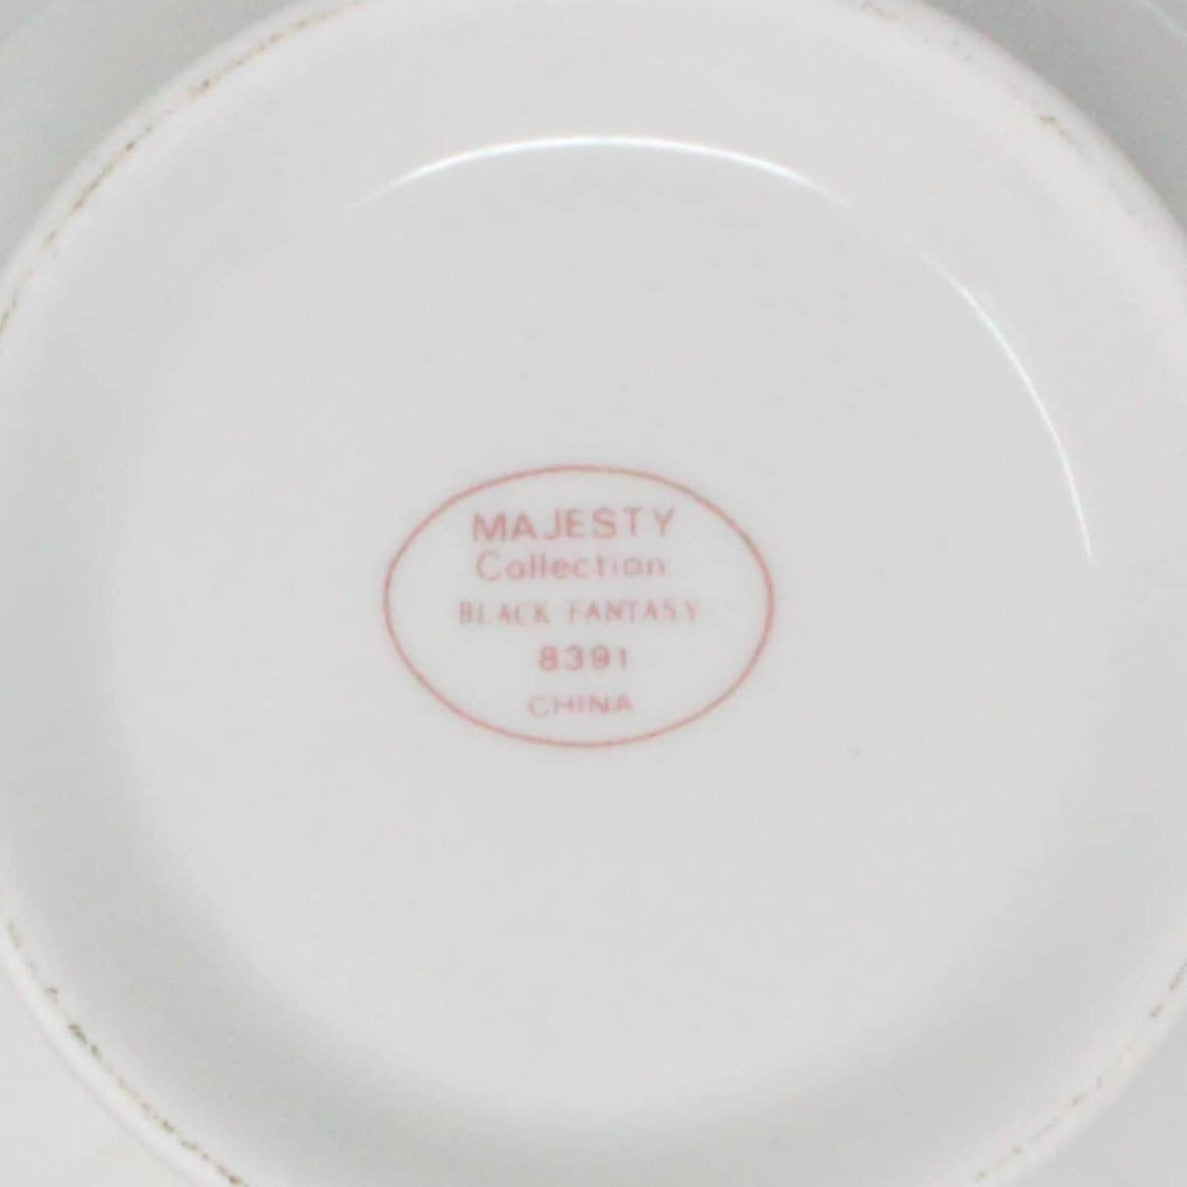 MAJESTY
Collection
BLACK FANTASY
8391
CHINA